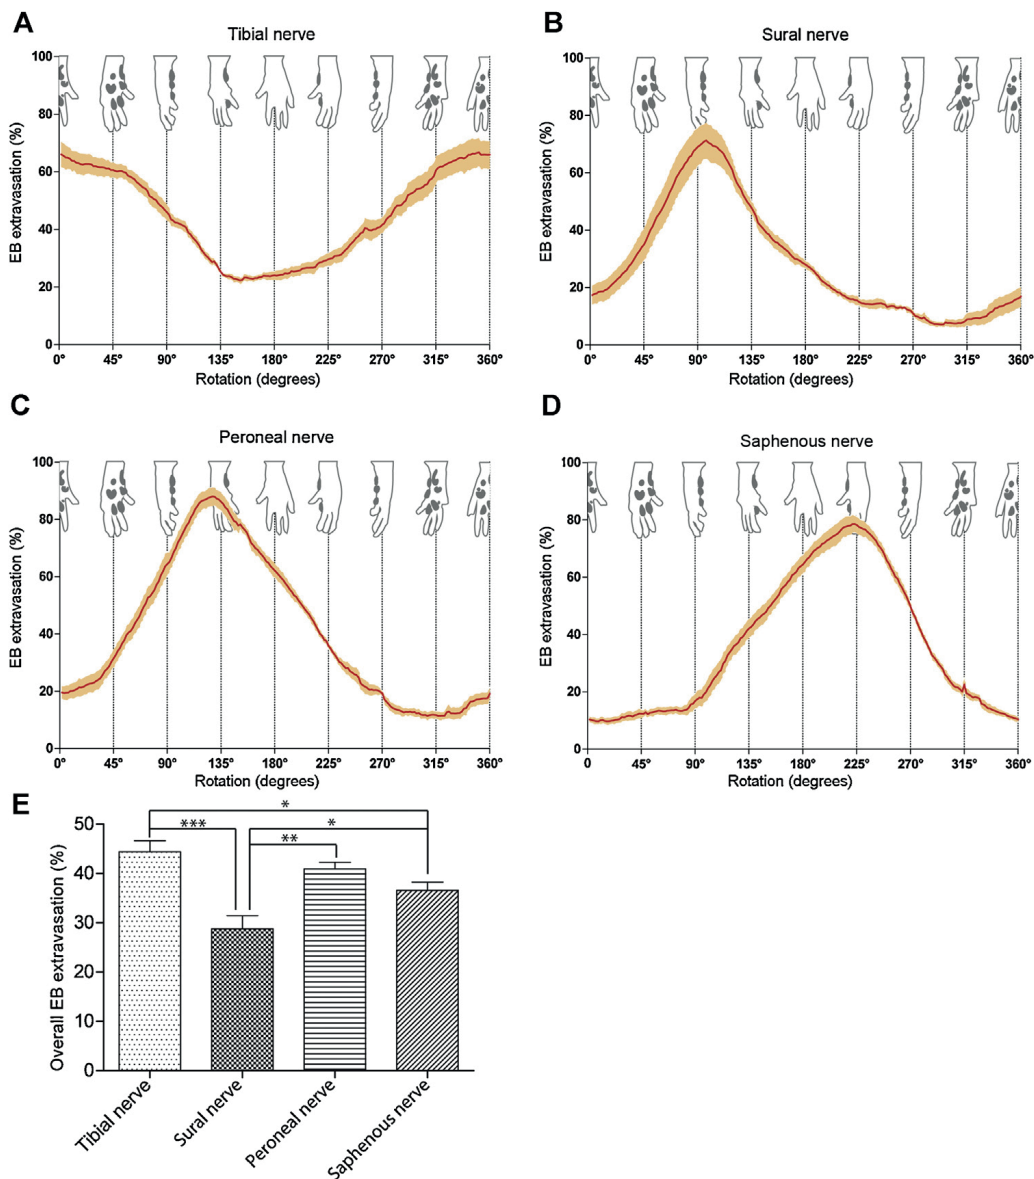 A
Tibial nerve
EB extravasation (%)
100
80
60
40
20
0
0° 45° 90° 135° 180° 225° 270° 315° 360°
Rotation (degrees)
B
Sural nerve
EB extravasation (%)
100
80
60
40
20
0
0° 45° 90° 135° 180° 225° 270° 315° 360°
Rotation (degrees)
C
Peroneal nerve
EB extravasation (%)
100
80
60
40
20
0
0° 45° 90° 135° 180° 225° 270° 315° 360°
Rotation (degrees)
D
Saphenous nerve
EB extravasation (%)
100
80
60
40
20
0
0° 45° 90° 135° 180° 225° 270° 315° 360°
Rotation (degrees)
E
Overall EB extravasation (%)
50
40
30
20
10
0
*
*** *
**
Tibial nerve
Sural nerve
Peroneal nerve
Saphenous nerve